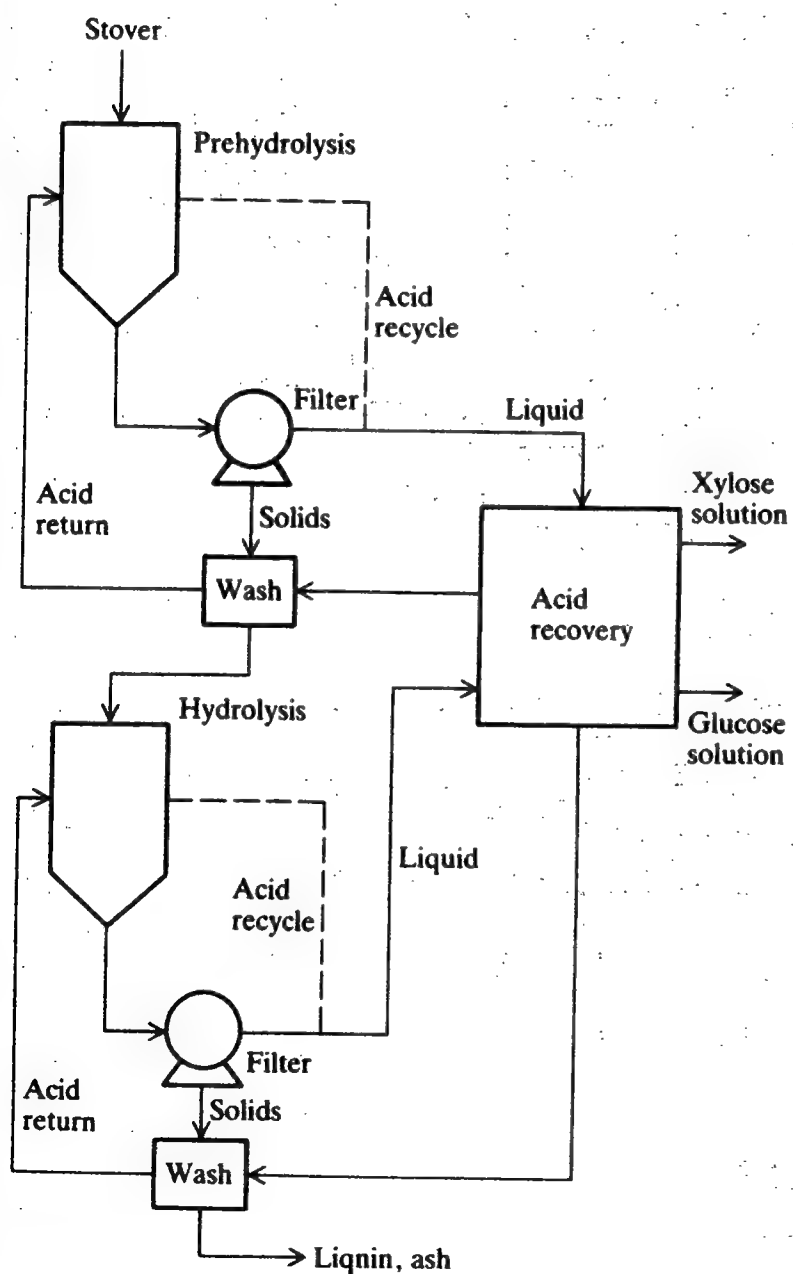 Stover
Prehydrolysis
Acid
recycle
Filter
Liquid
Acid
return
Solids
Xylose
solution
Wash
Acid
recovery
Hydrolysis
Glucose
solution
Liquid
Acid
recycle
Filter
Acid
return
Solids
Wash
Liqnin, ash